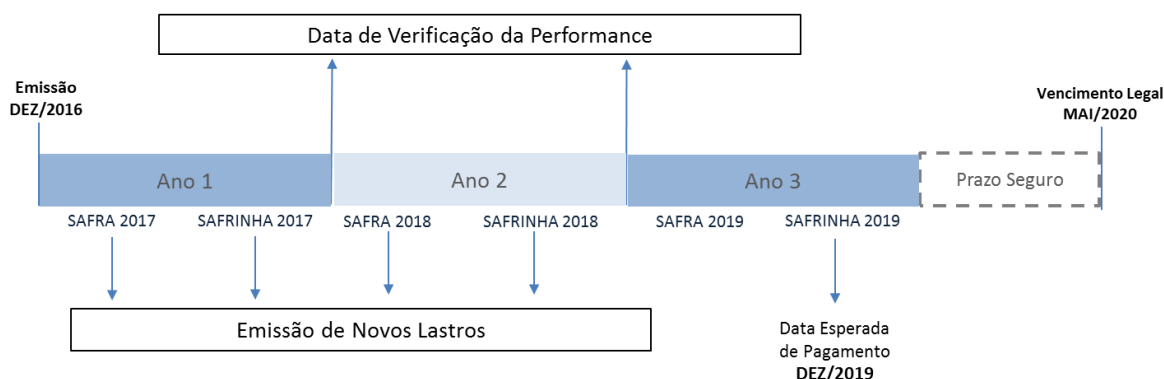 Data de Verificação da Performance
Emissão
DEZ/2016
Vencimento Legal
MAI/2020
Ano 1
Ano 2
Ano 3
Prazo Seguro
SAFRA 2017
SAFRINHA 2017
SAFRA 2018
SAFRINHA 2018
SAFRA 2019
SAFRINHA 2019
Emissão de Novos Lastros
Data Esperada
de Pagamento
DEZ/2019